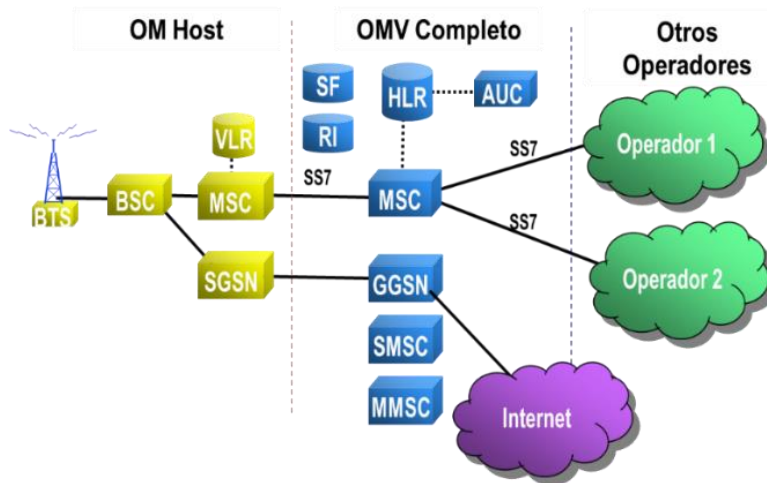 OM Host
OMV Completo
Otros
Operadores
SF
HLR
AUC
VLR
RI
Operador 1
SS7
BTS
BSC
MSC
SS7
MSC
SS7
SGSN
GGSN
Operador 2
SMSC
MMSC
Internet